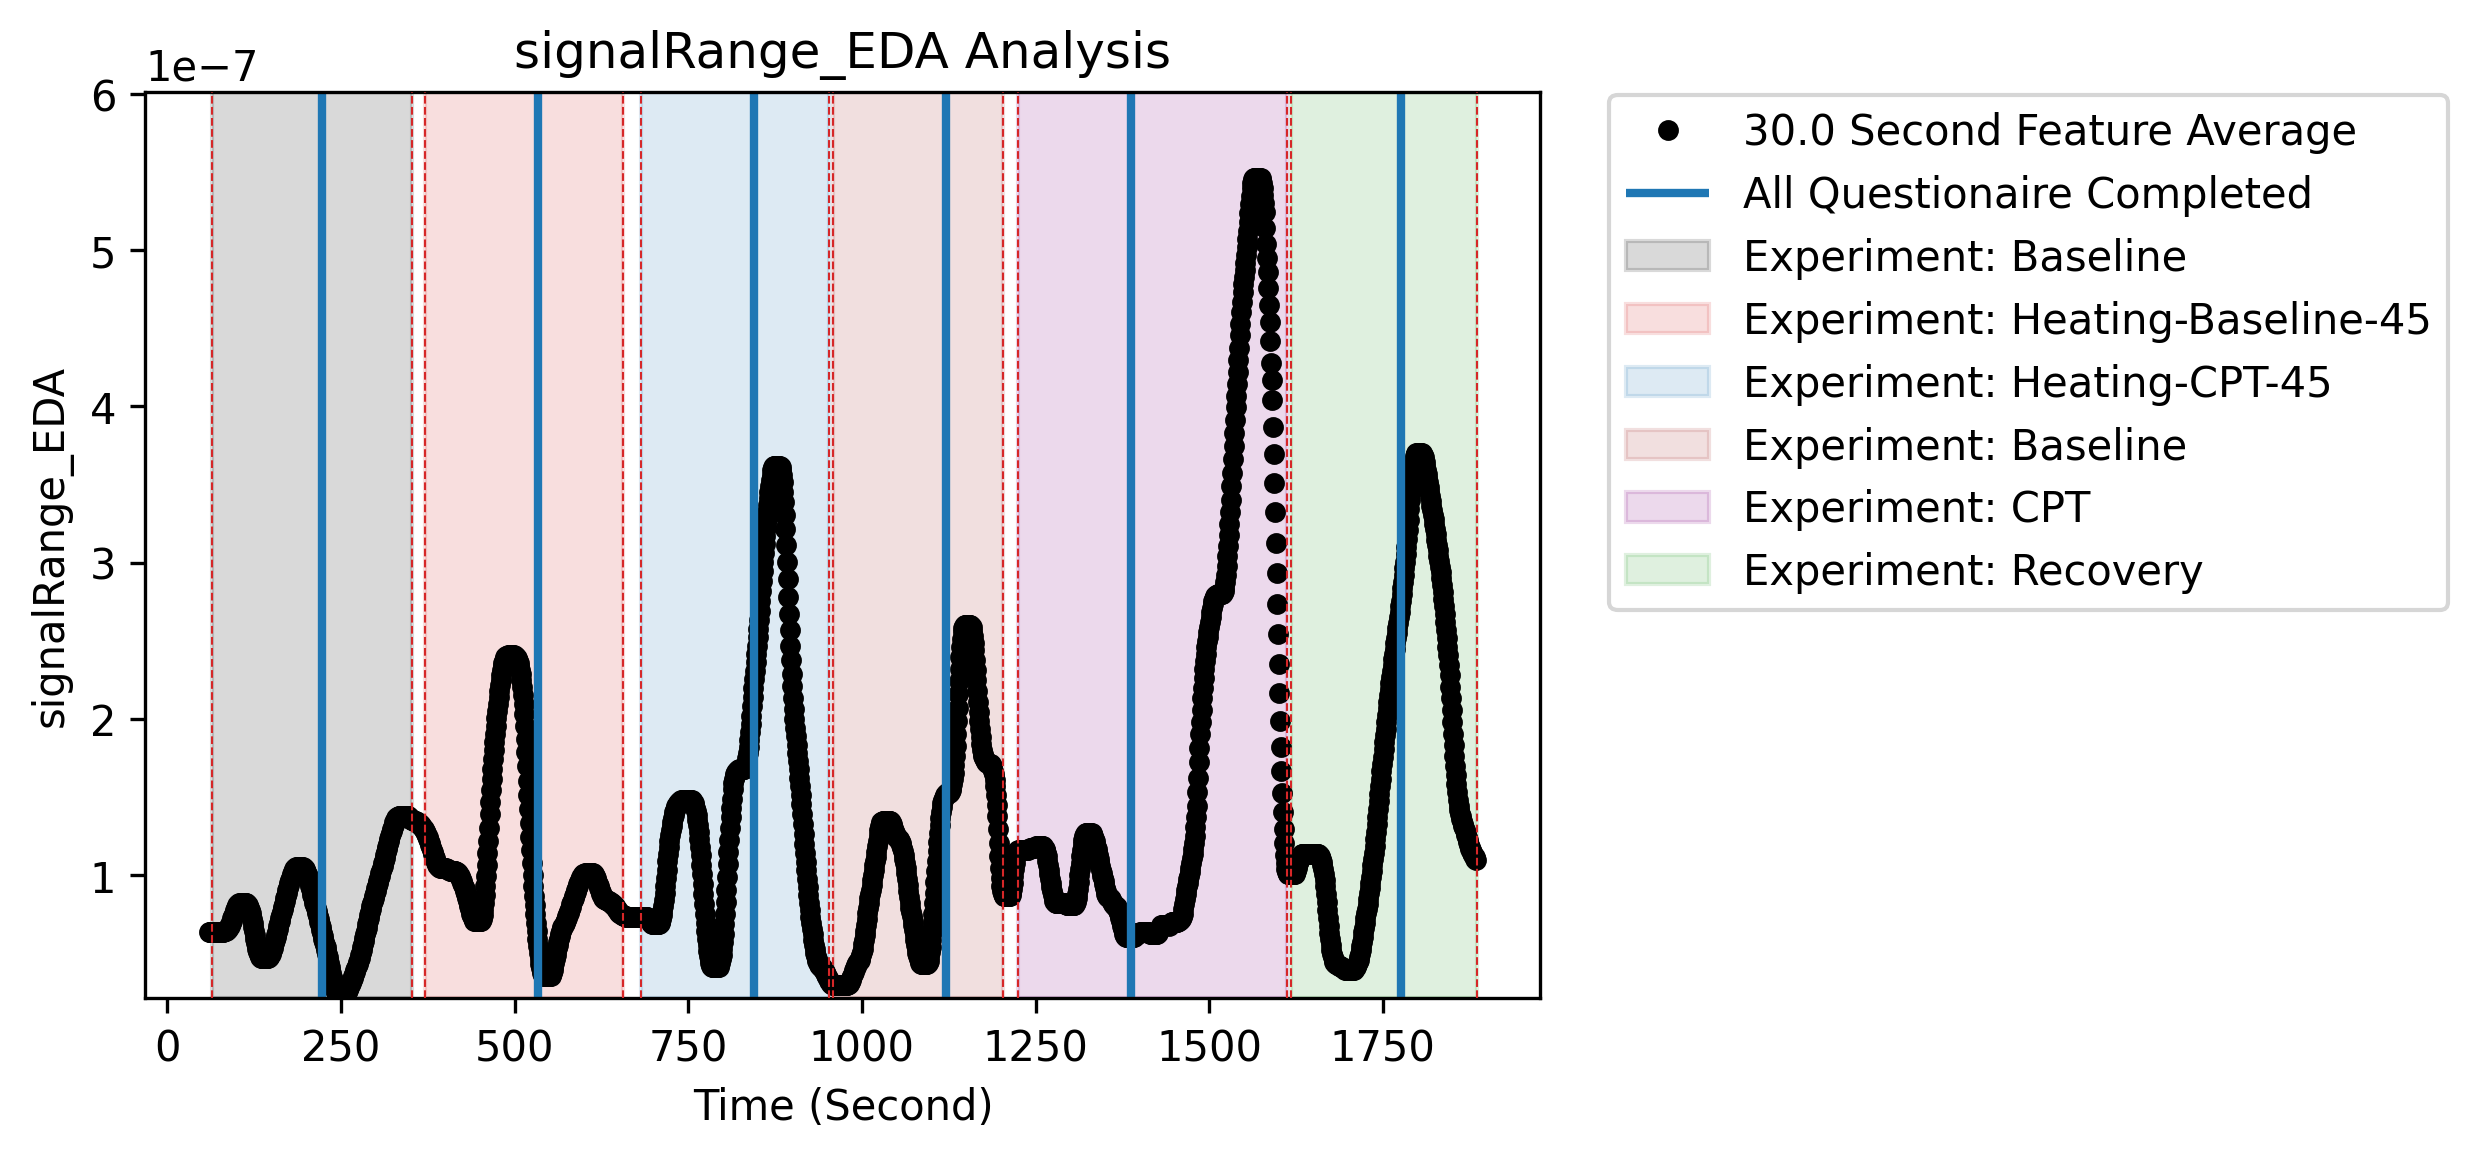 signalRange_EDA Analysis
1e−7
6
5
4
3
2
1
signalRange_EDA
0 250 500 750 1000 1250 1500 1750
Time (Second)
30.0 Second Feature Average
All Questionaire Completed
Experiment: Baseline
Experiment: Heating-Baseline-45
Experiment: Heating-CPT-45
Experiment: Baseline
Experiment: CPT
Experiment: Recovery